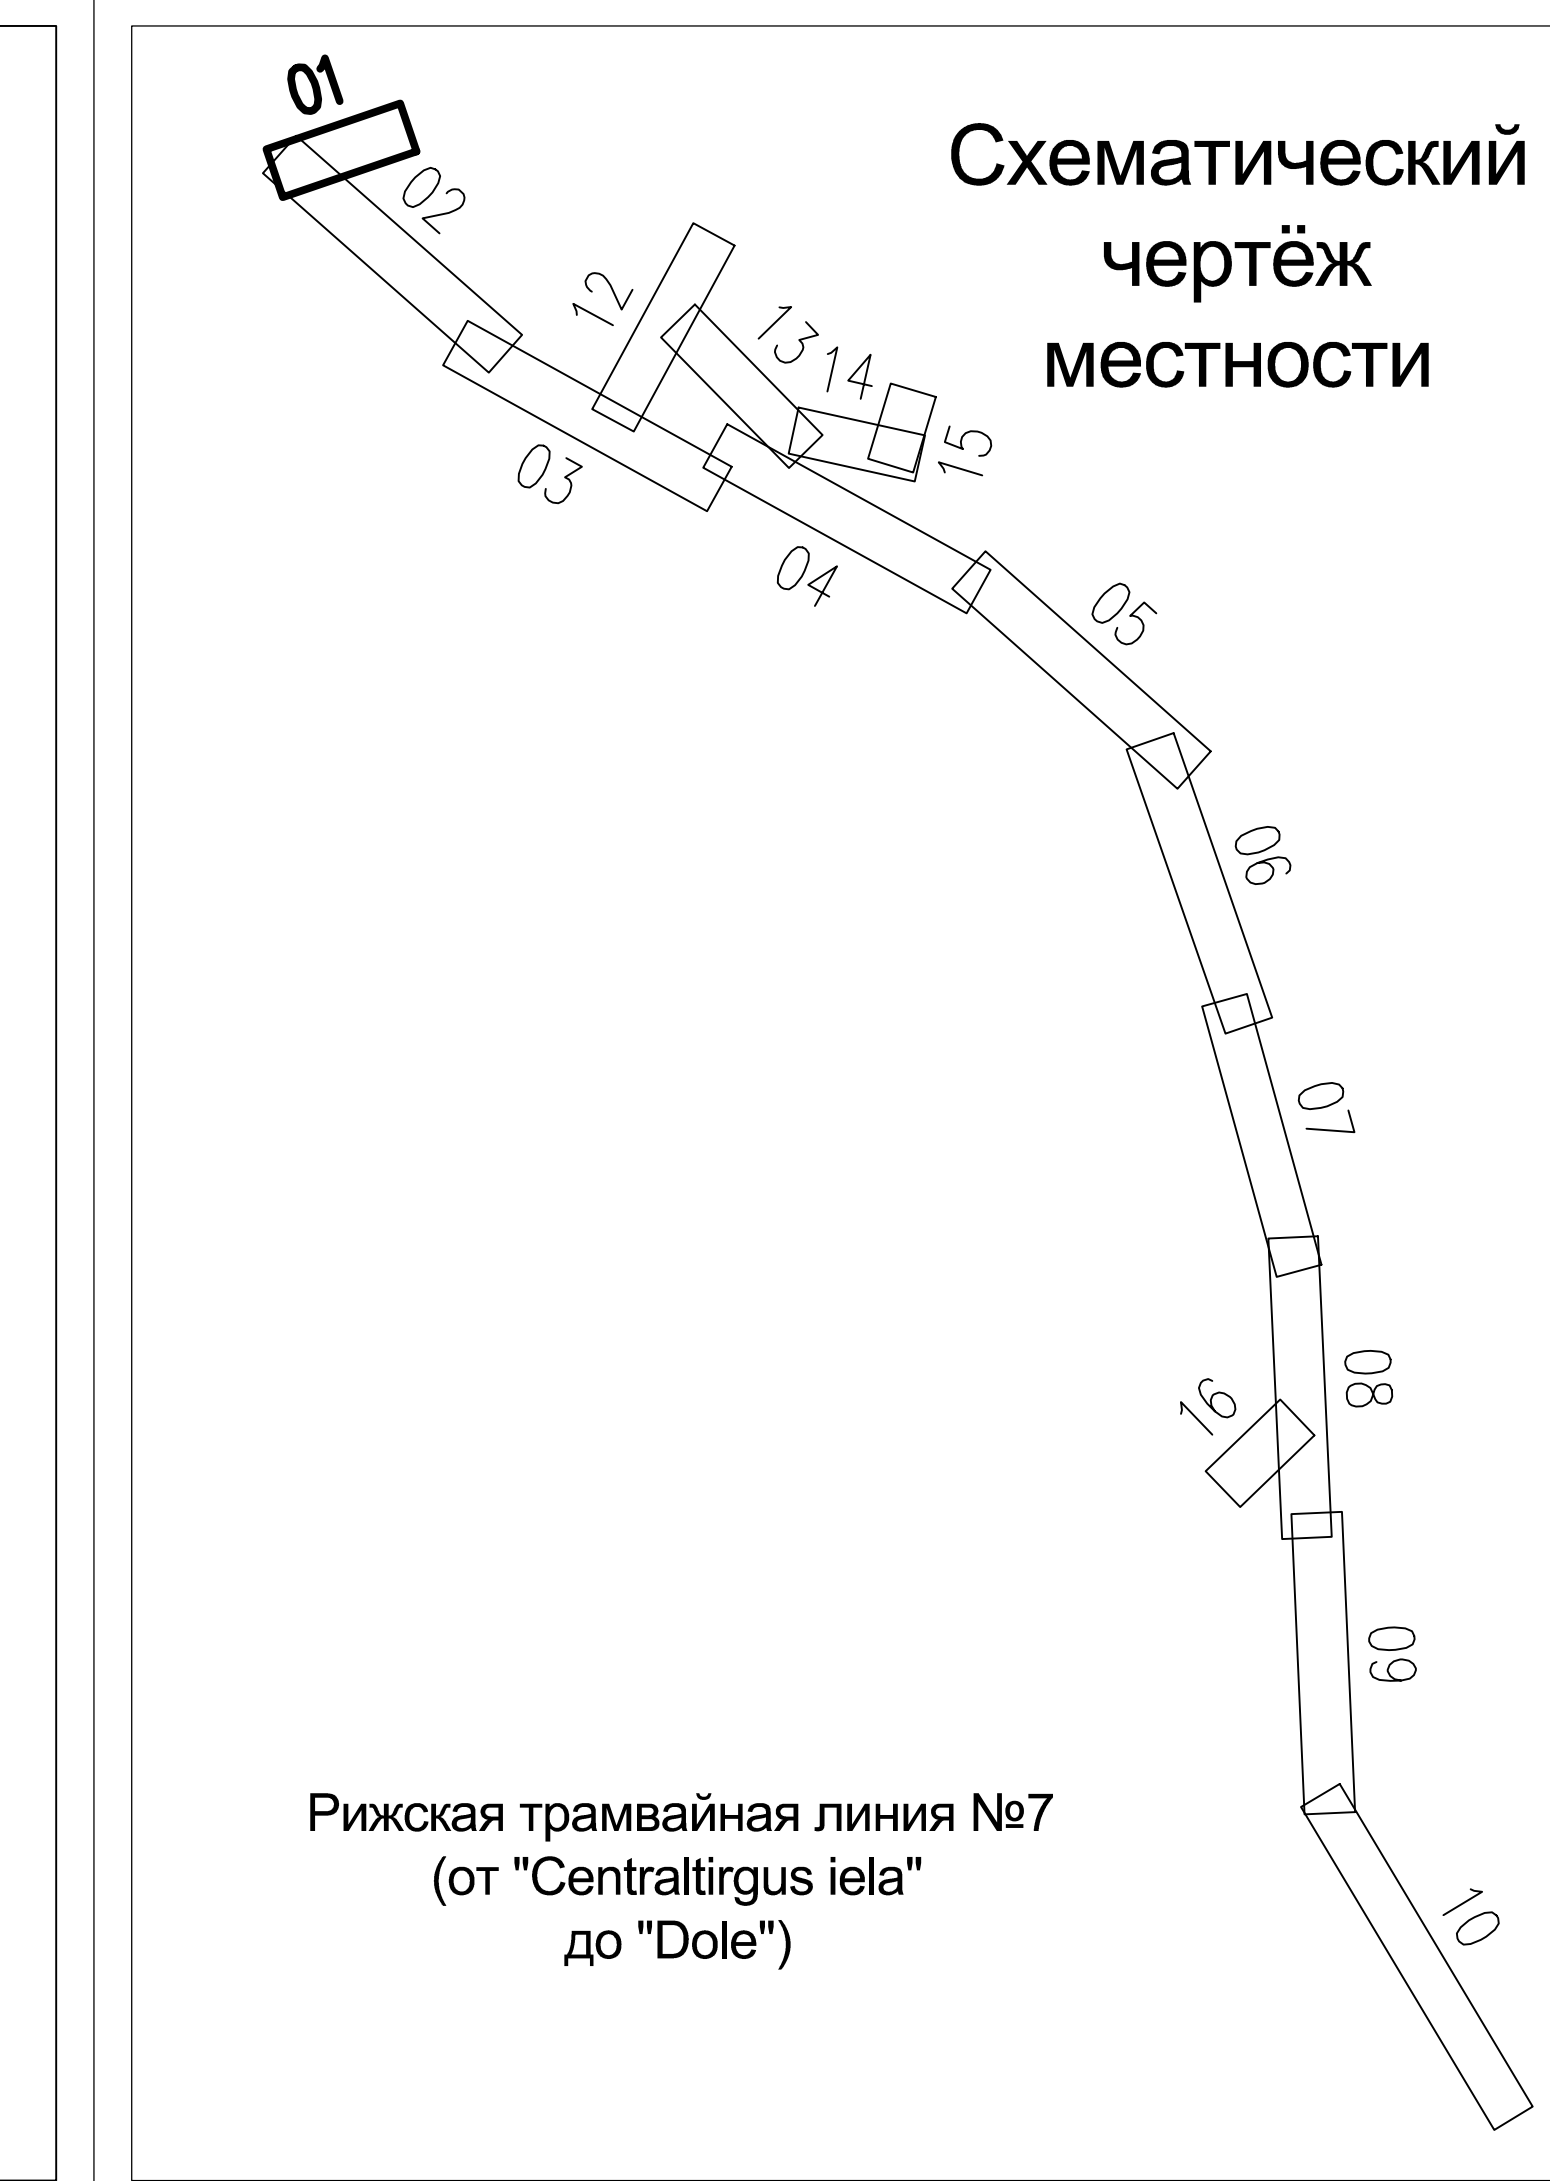 01
Схематический
чертёж
местности
02
12
13
14
15
03
04
05
06
07
08
16
09
Рижская трамвайная линия №7
(от "Centraltirgus iela"
до "Dole")
10